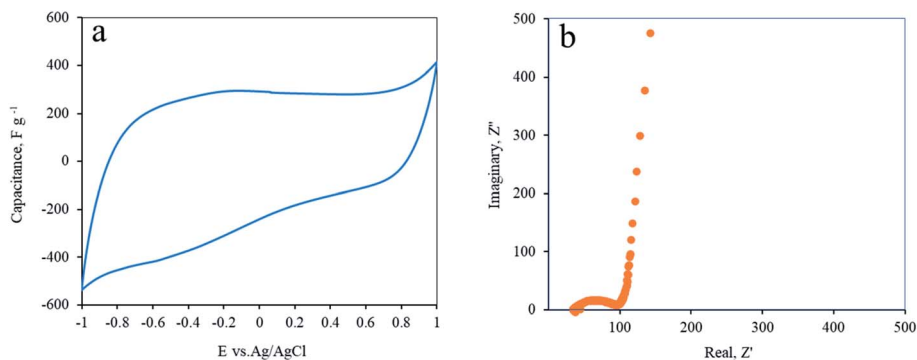 a
600
400
200
0
-200
-400
-600
Capacitance, F g -1
-1 -0.8 -0.6 -0.4 -0.2 0 0.2 0.4 0.6 0.8 1
E vs.Ag/AgCl
b
500
400
300
200
100
0
Imaginary, Z"
100 200 300 400 500
Real, Z'